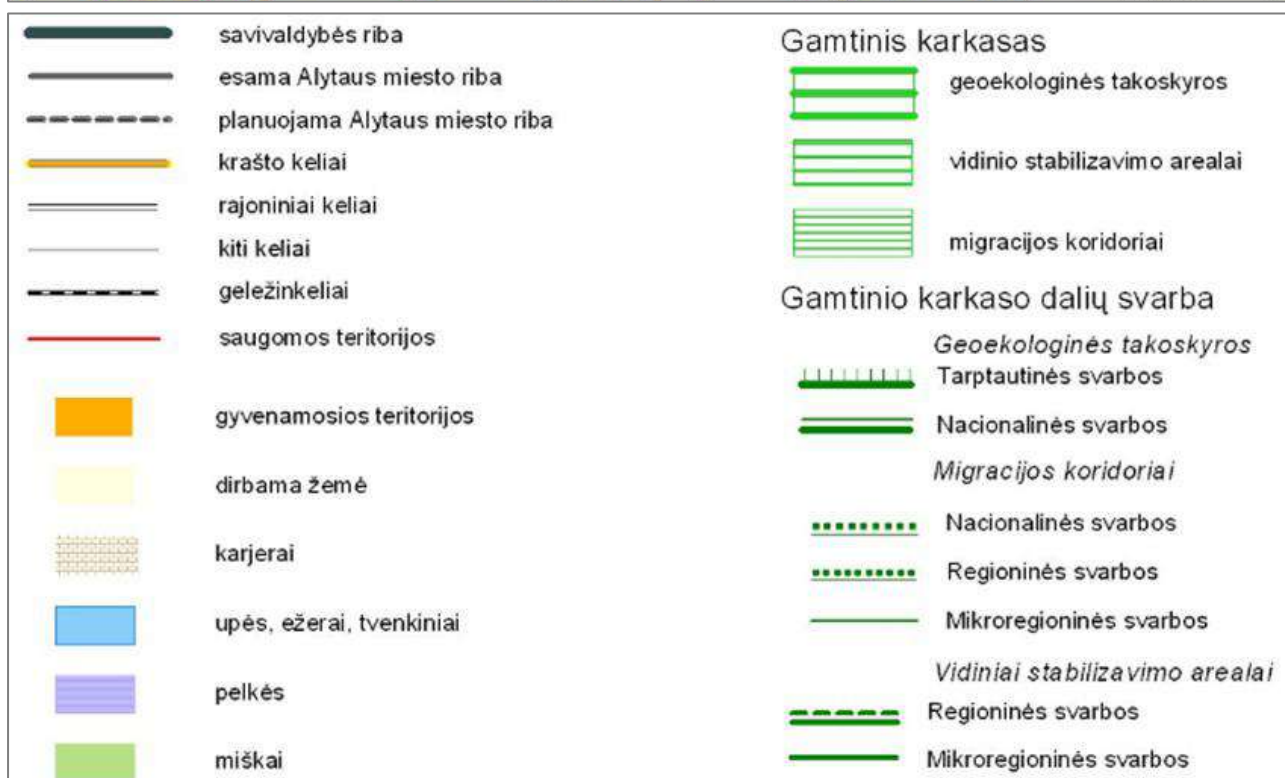 savivaldybės riba
esama Alytaus miesto riba
planuojama Alytaus miesto riba
krašto keliai
rajoniniai keliai
kiti keliai
geležinkeliai
saugomos teritorijos
gyvenamosios teritorijos
dirbama žemė
karjerai
upės, ežerai, tvenkiniai
pelkės
miškai
Gamtinis karkasas
geoekologinės takoskyros
vidinio stabilizavimo arealai
migracijos koridoriai
Gamtinio karkaso dalių svarba
Geoekologinės takoskyros
Tarptautinės svarbos
Nacionalinės svarbos
Migracijos koridoriai
Nacionalinės svarbos
Regioninės svarbos
Mikroregioninės svarbos
Vidiniai stabilizavimo arealai
Regioninės svarbos
Mikroregioninės svarbos